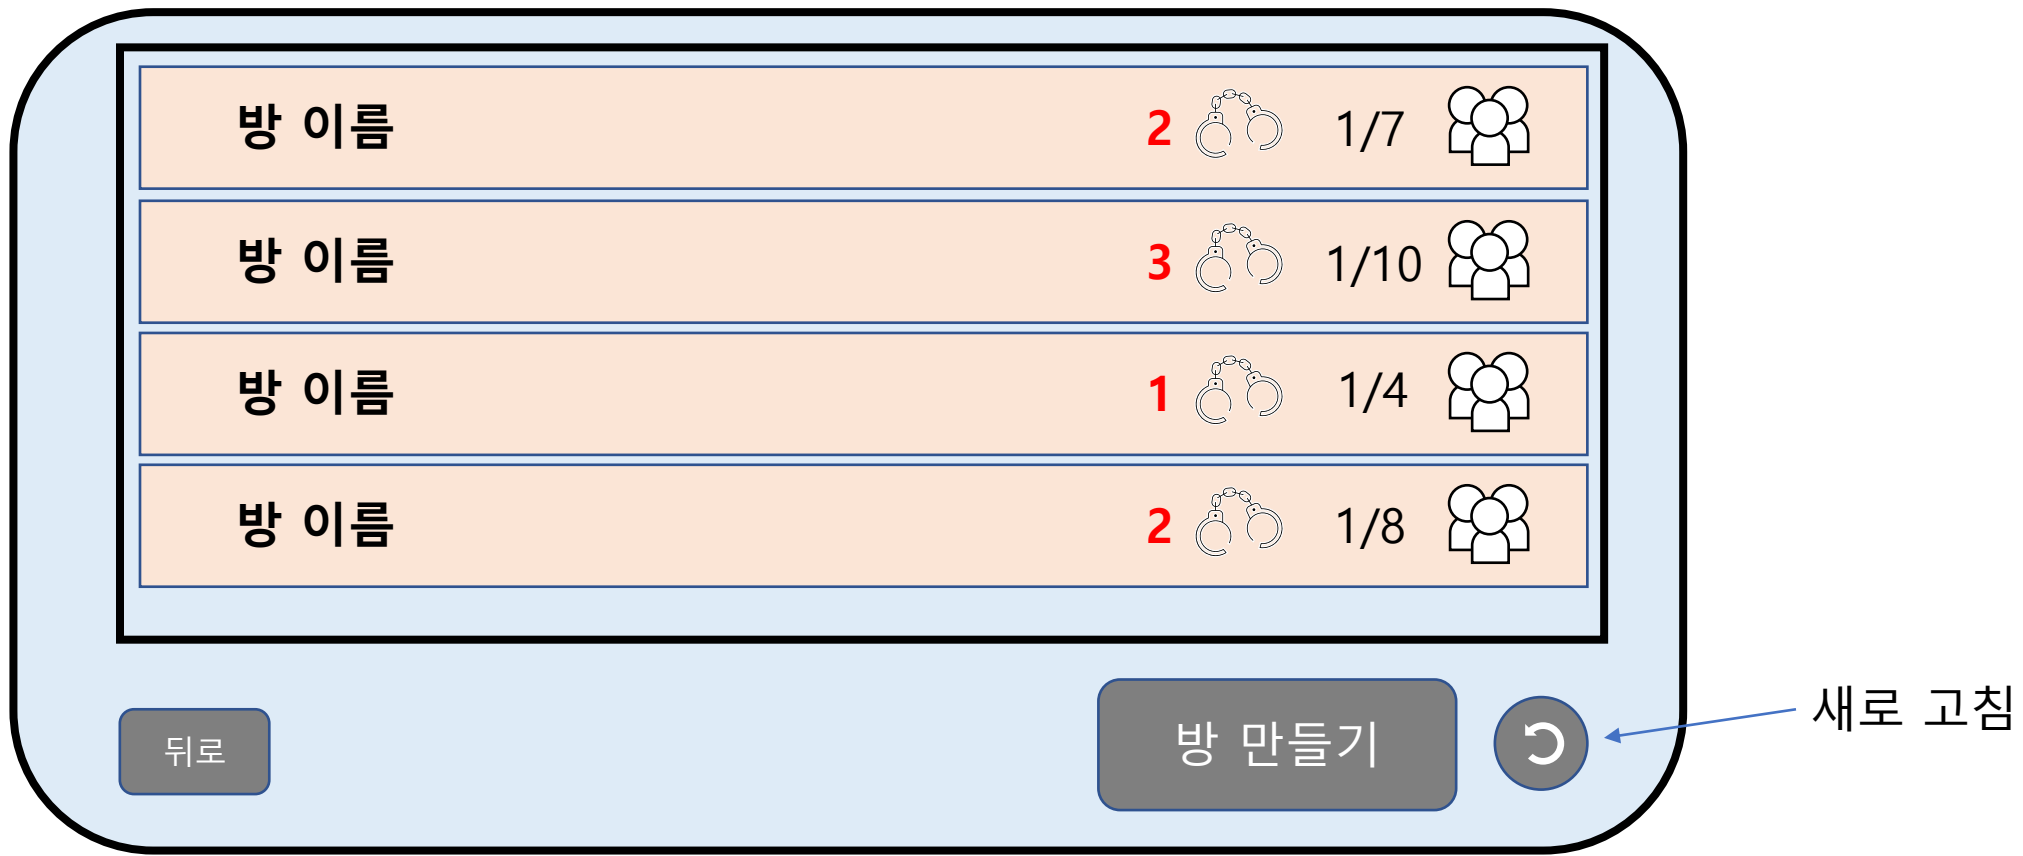 방 이름 2 1/7
방 이름 3 1/10
방 이름 1 1/4
방 이름 2 1/8
뒤로
방 만들기
새로 고침